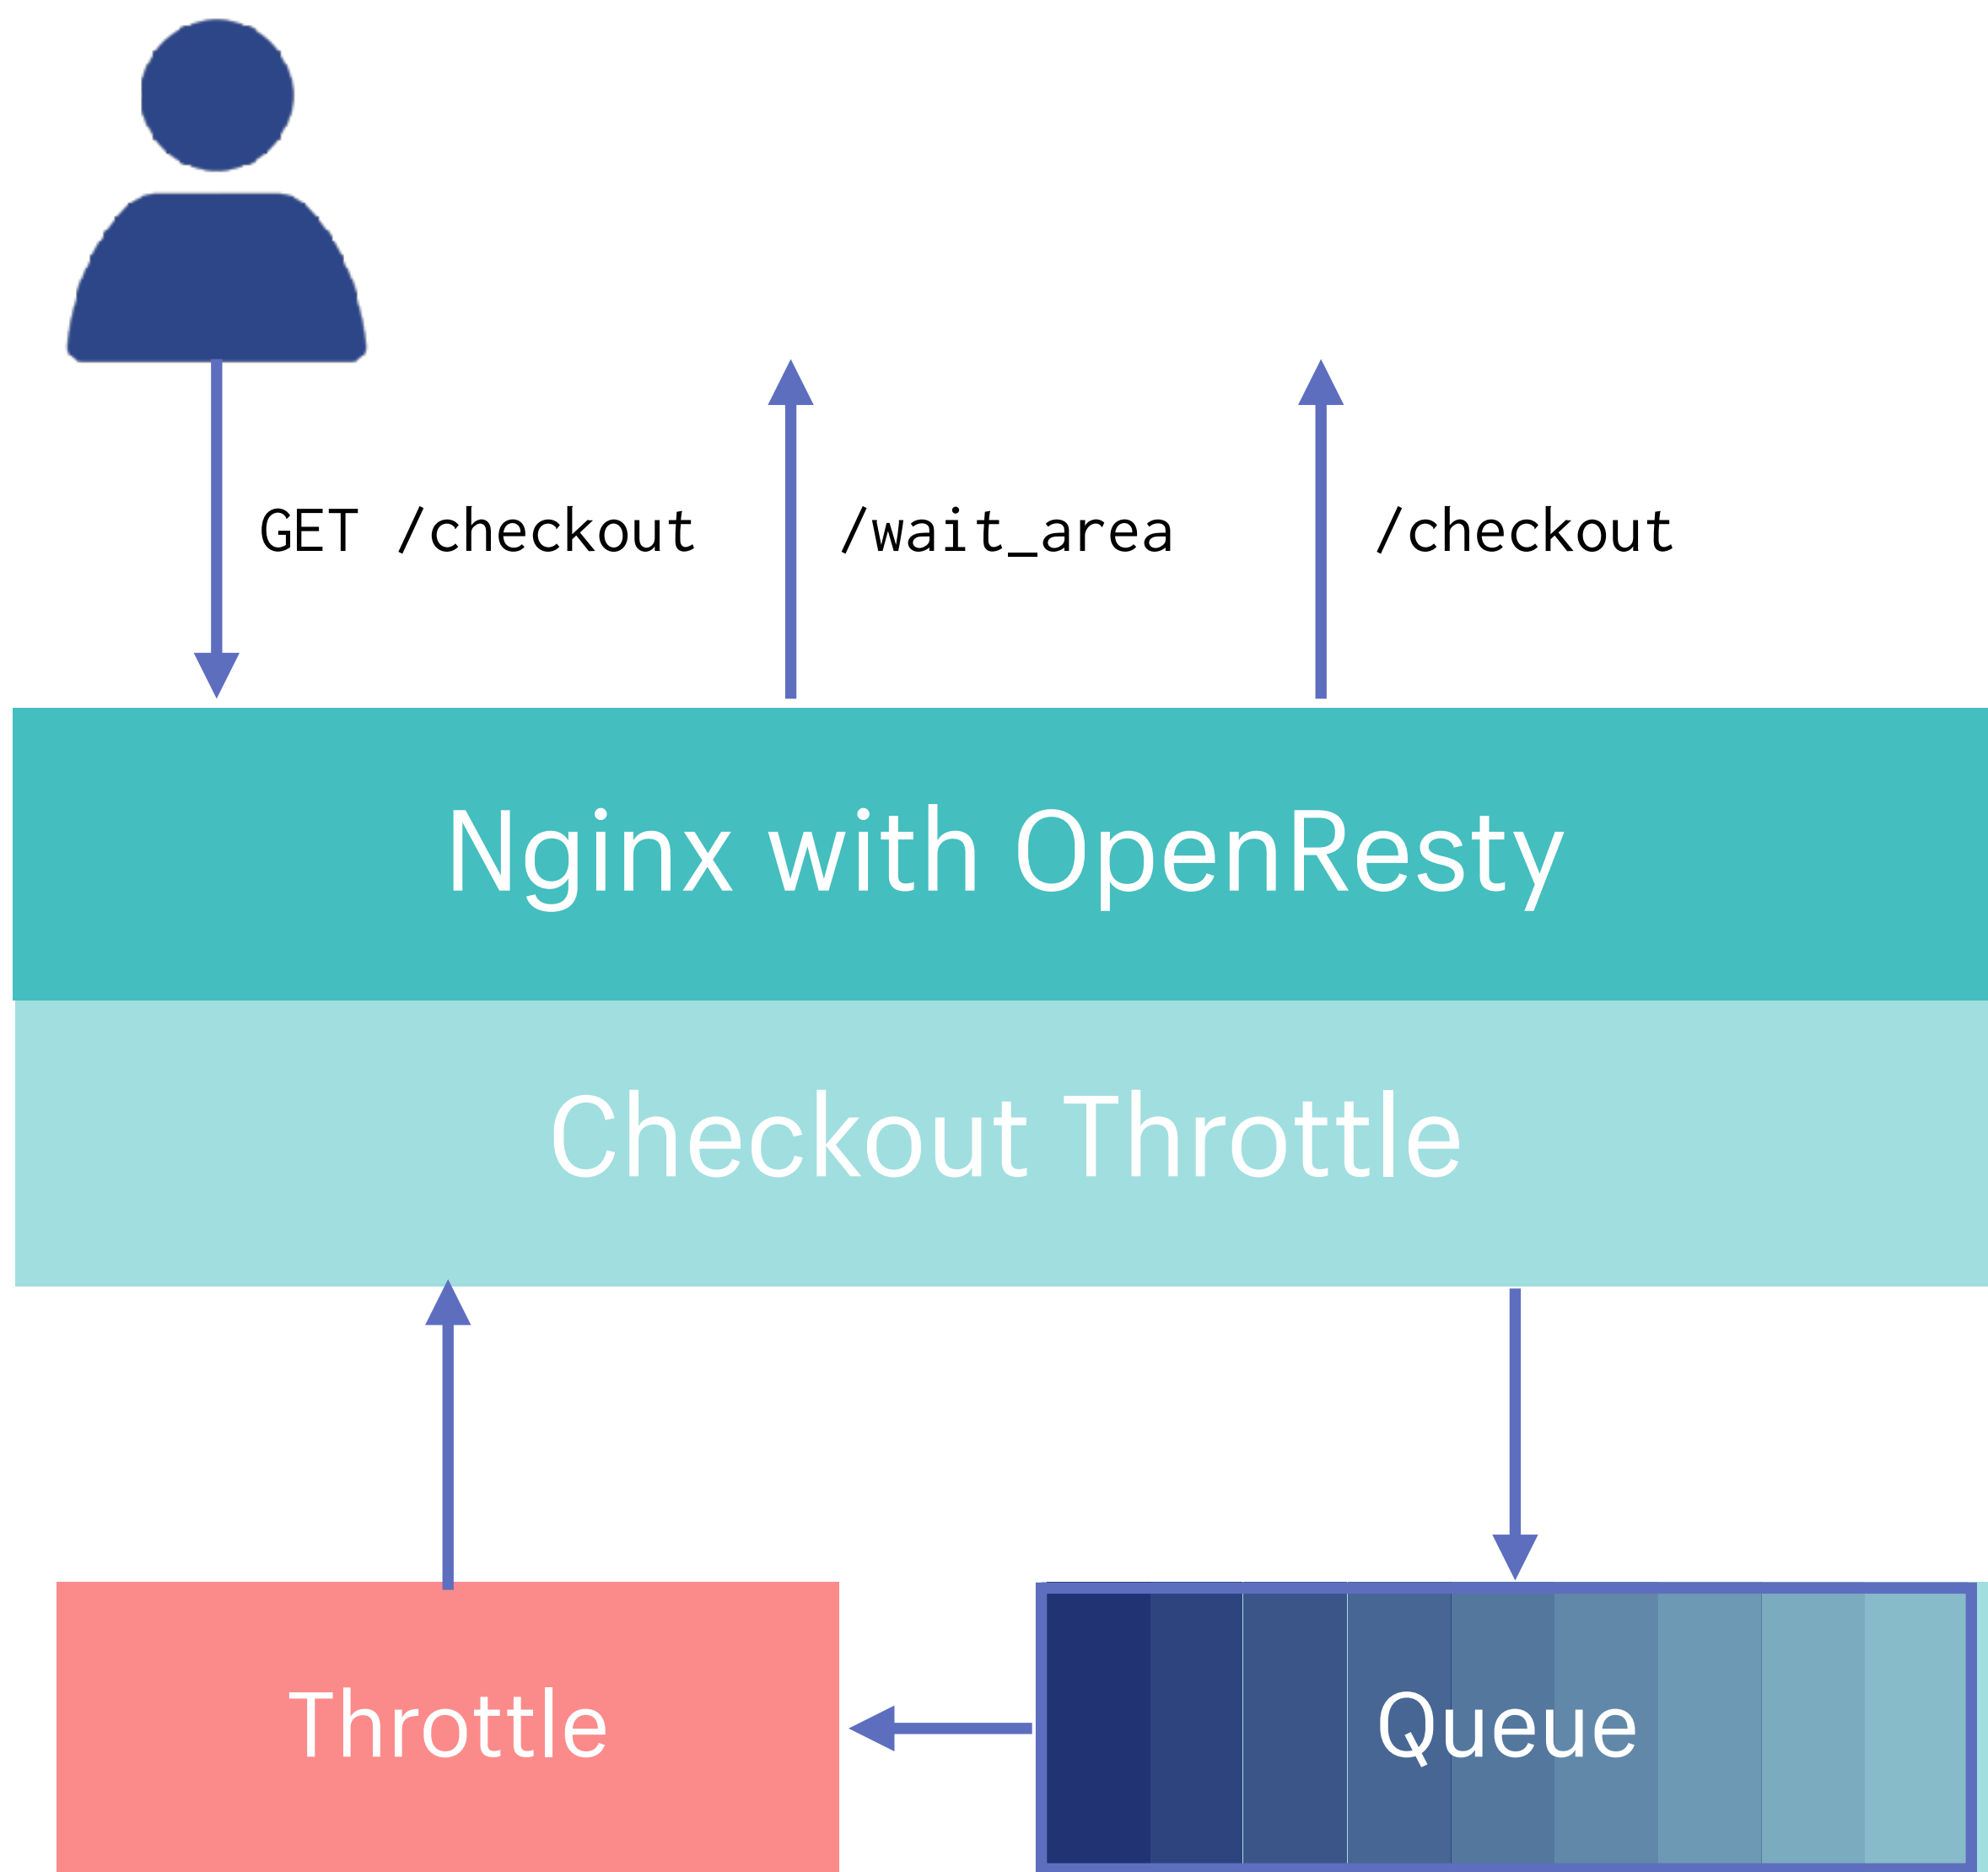 GET /checkout
/wait_area
/checkout
Nginx with OpenResty
Checkout Throttle
Throttle
Queue